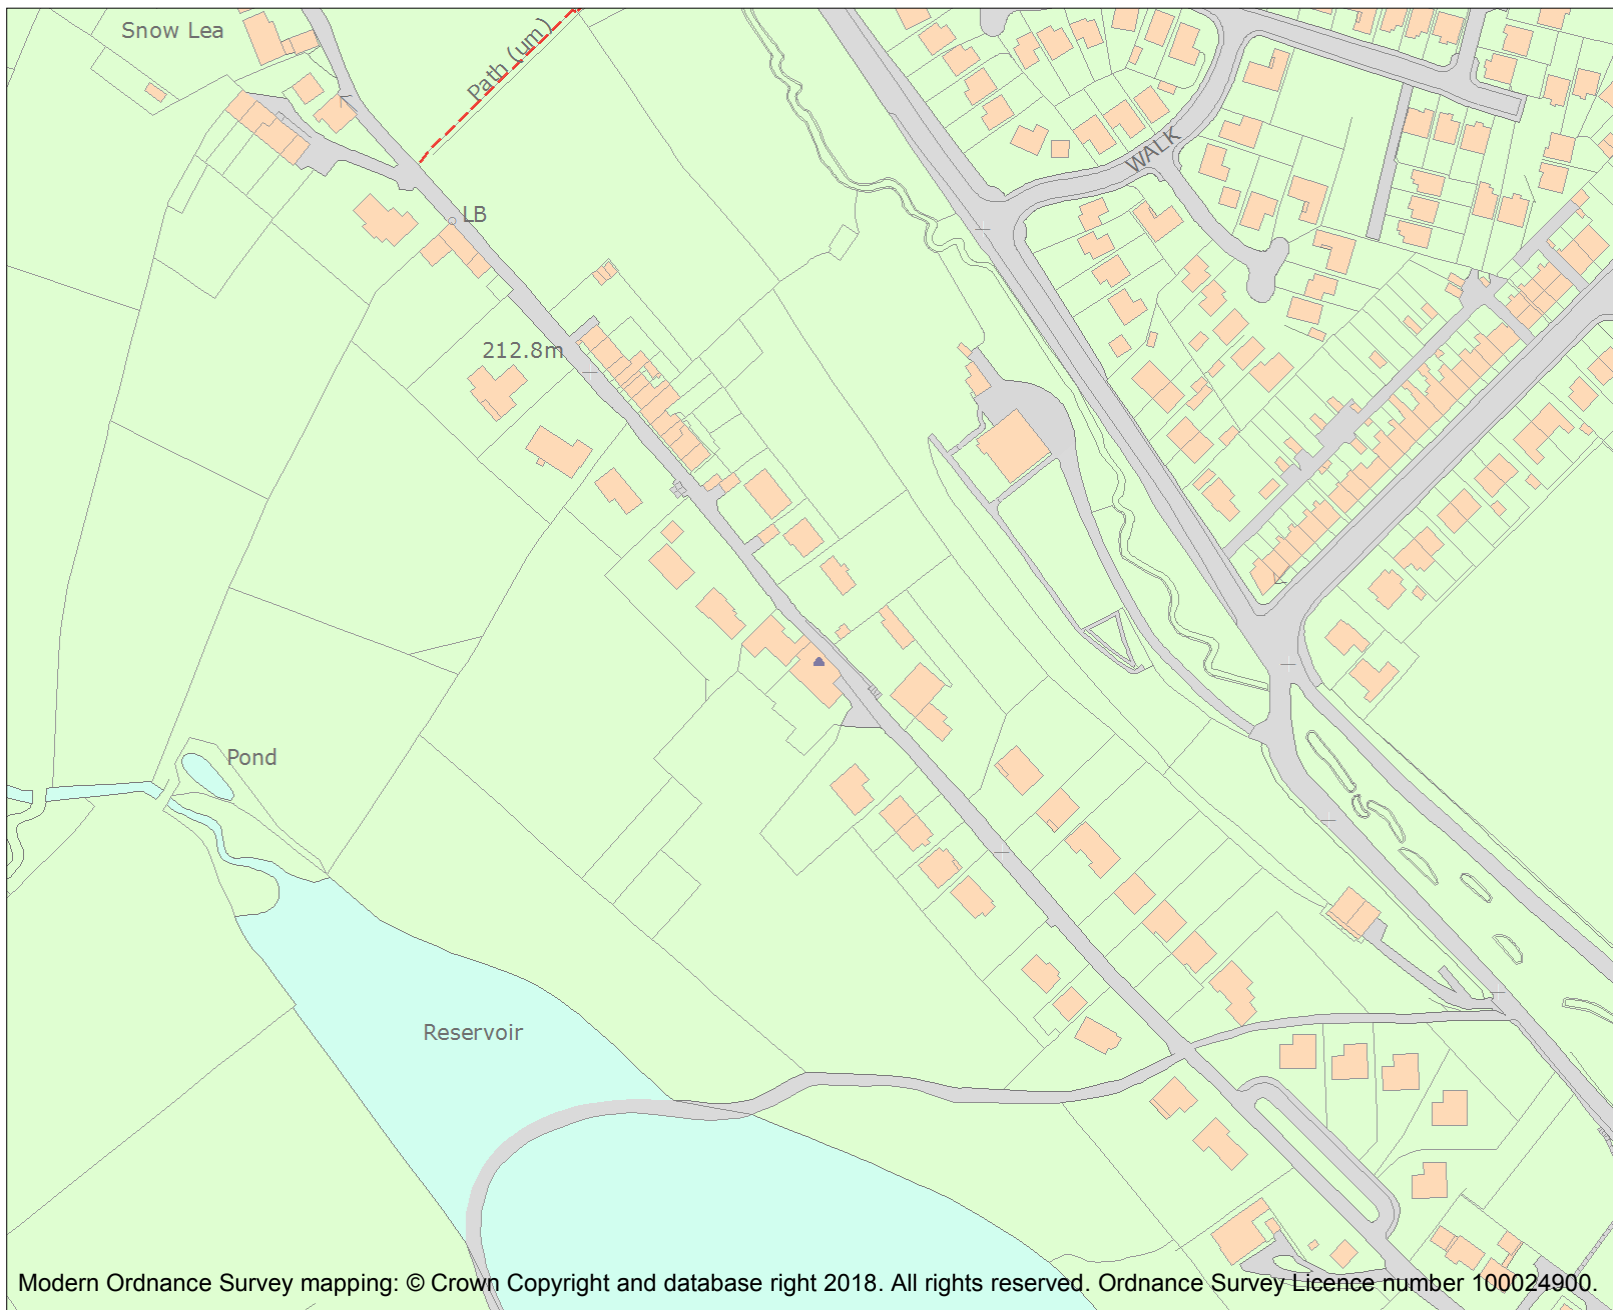 Snow Lea
Path (um)
WALK
LB
212.8m
Pond
Reservoir
Modern Ordnance Survey mapping: © Crown Copyright and database right 2018. All rights reserved. Ordnance Survey Licence number 100024900.